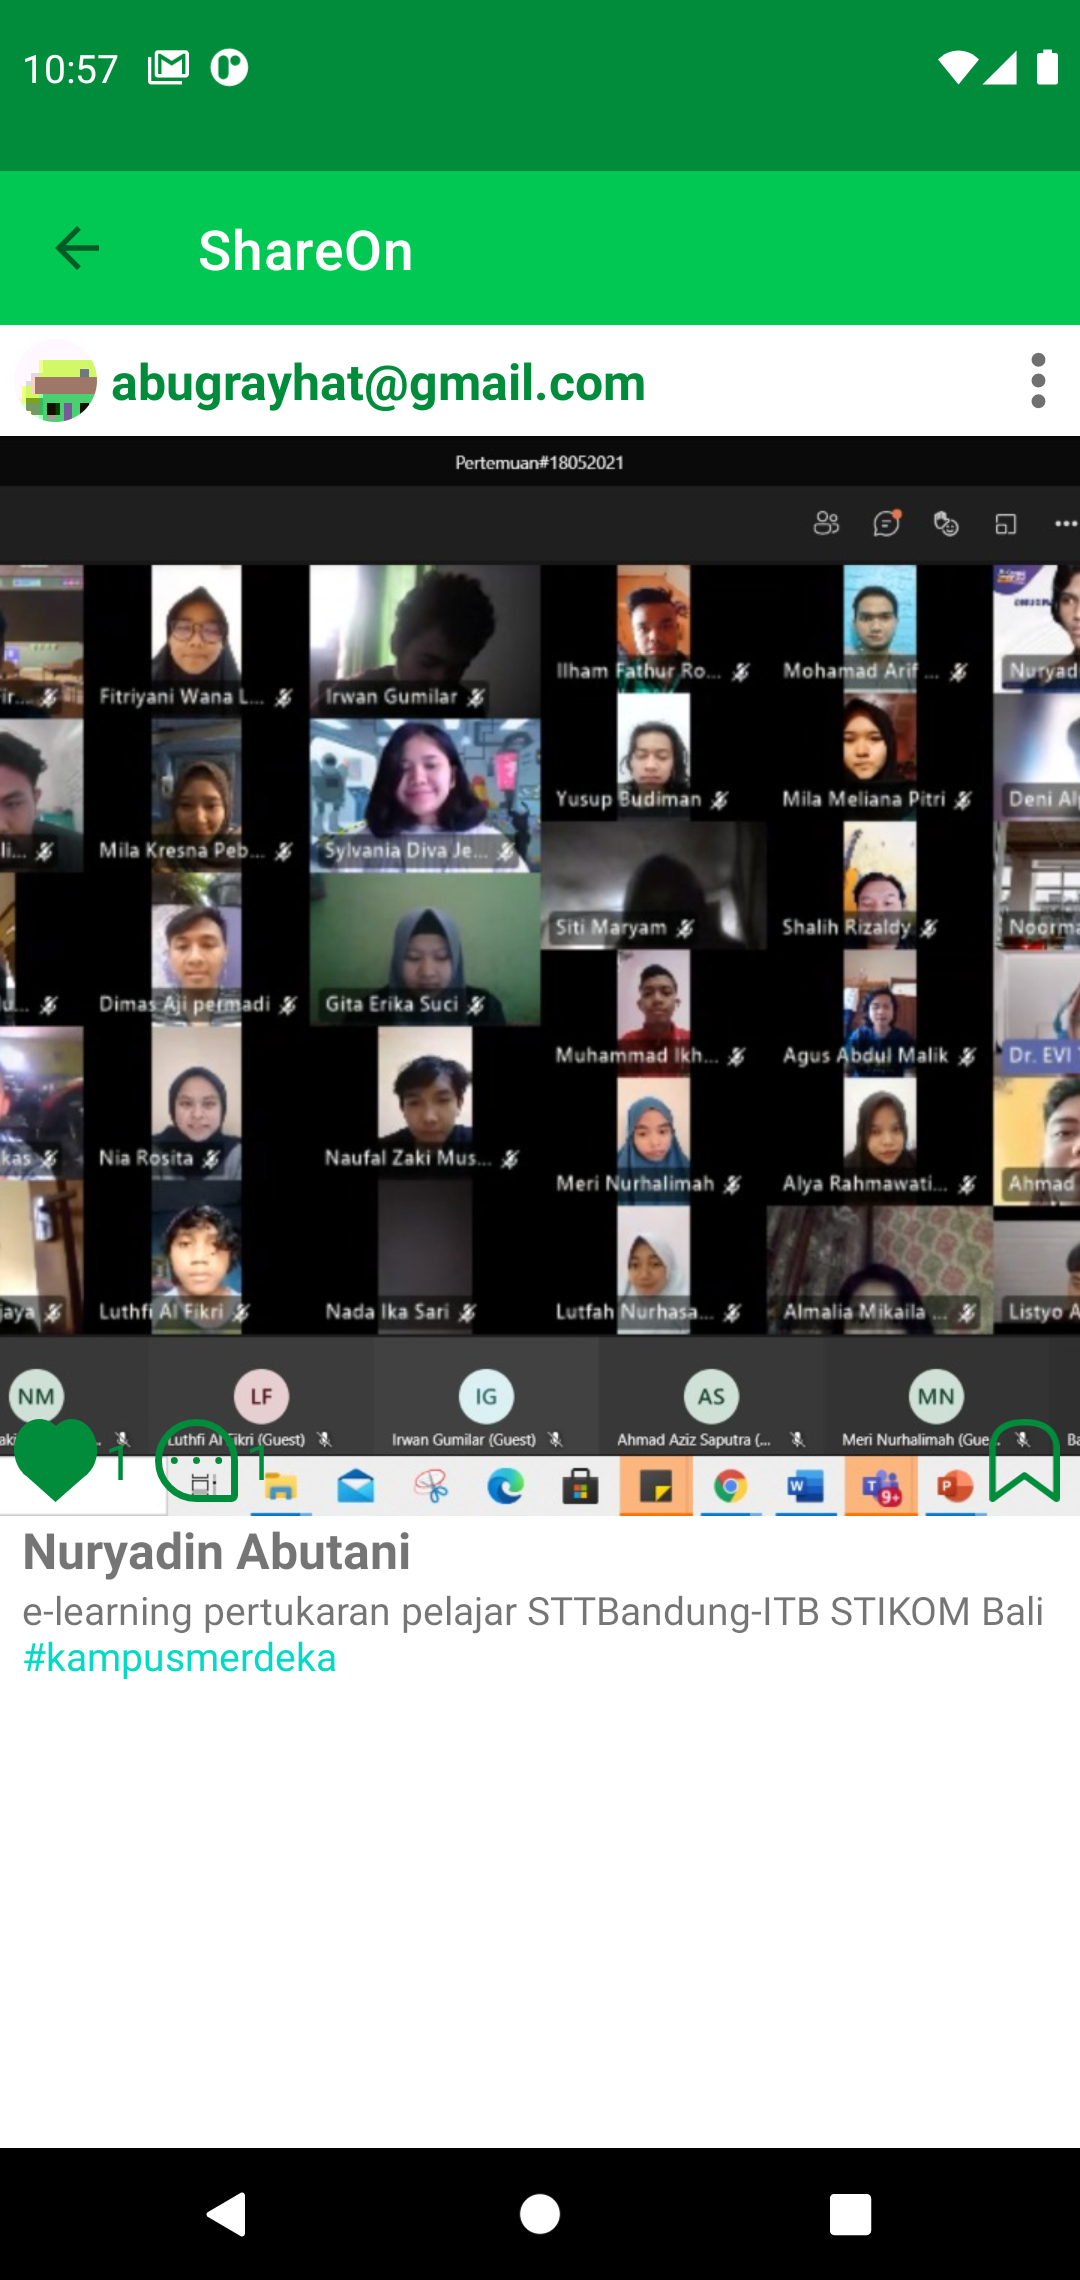 10:57
ShareOn
abugrayhat@gmail.com
Pertemuan#18052021
Fitriyani Wana L...
Irwan Gumilar
Ilham Fathur Ro...
Mohamad Arif ...
Nuryad
Mila Kresna Peb...
Sylvania Diva Je...
Yusup Budiman
Mila Meliana Pitri
Deni Al
Siti Maryam
Shalih Rizaldy
Noorma
Dimas Aji permadi
Gita Erika Suci
Muhammad Ikh...
Agus Abdul Malik
Dr. EVI
kas
Nia Rosita
Naufal Zaki Mus...
Meri Nurhalimah
Alya Rahmawati...
Ahmad
jaya
Luthfi Al Fikri
Nada Ika Sari
Lutfah Nurhasa...
Almalia Mikaila ...
Listyo A
NM LF IG AS MN
Luthfi Al Fikri (Guest)
Irwan Gumilar (Guest)
Ahmad Aziz Saputra (...
Meri Nurhalimah (Gue...
Ba
1 1
9+
Nuryadin Abutani
e-learning pertukaran pelajar STTBandung-ITB STIKOM Bali
#kampusmerdeka